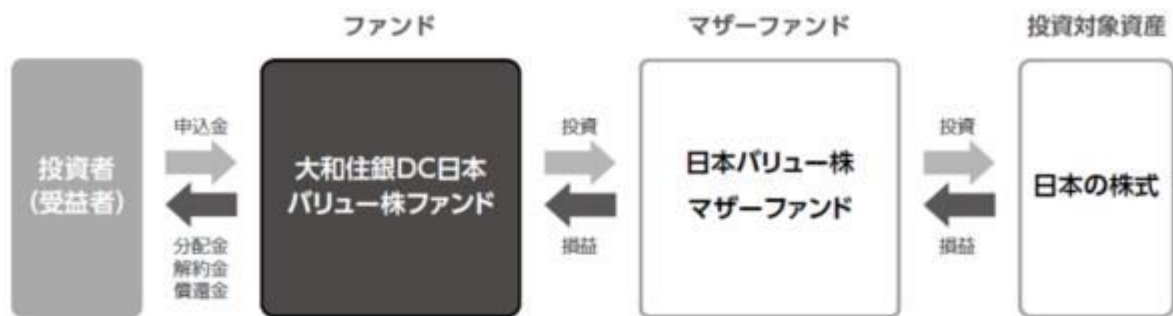 ファンド
マザーファンド
投資対象資産
投資者
(受益者)
申込金
分配金
解約金
償還金
大和住銀DC日本
バリュー株ファンド
投資
損益
日本バリュー株
マザーファンド
投資
損益
日本の株式